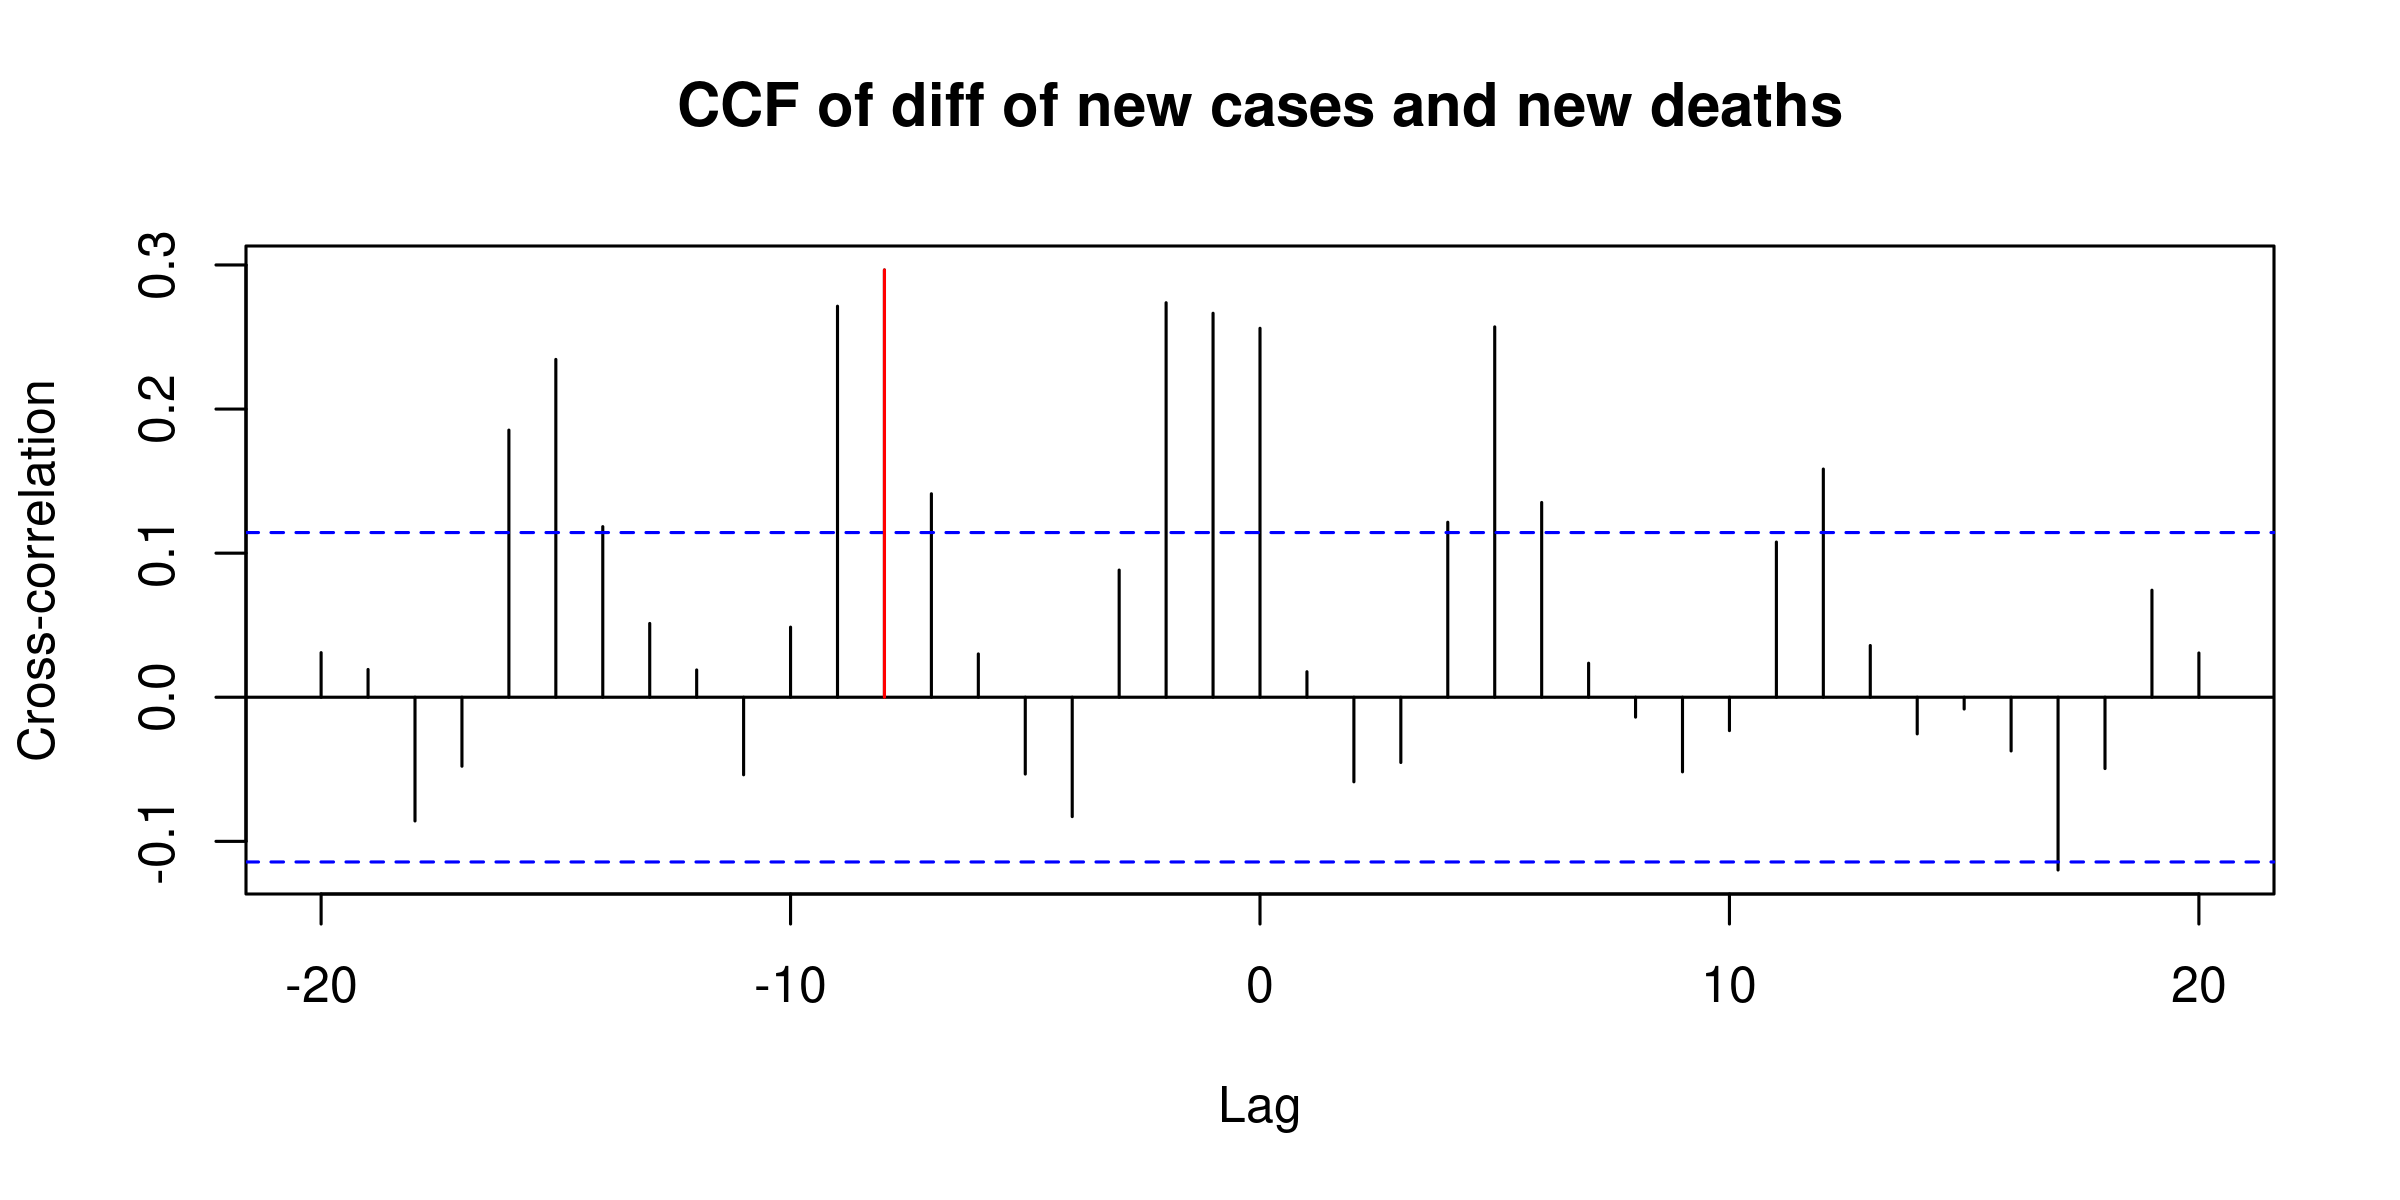 CCF of diff of new cases and new deaths
Cross-correlation
0.3
0.2
0.1
0.0
-0.1
-20 -10 0 10 20
Lag